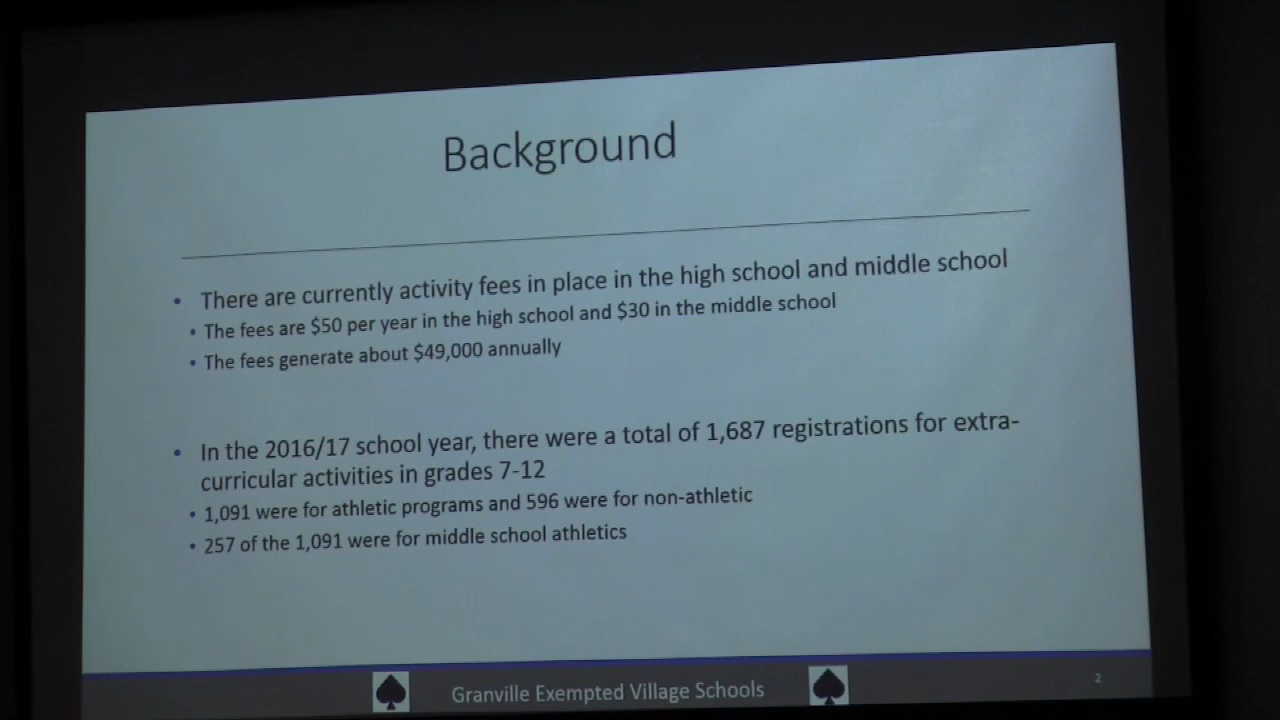 Background
• There are currently activity fees in place in the high school and middle school
• The fees are $50 per year in the high school and $30 in the middle school
• The fees generate about $49,000 annually
• In the 2016/17 school year, there were a total of 1,687 registrations for extra-
curricular activities in grades 7-12
• 1,091 were for athletic programs and 596 were for non-athletic
• 257 of the 1,091 were for middle school athletics
Granville Exempted Village Schools
2